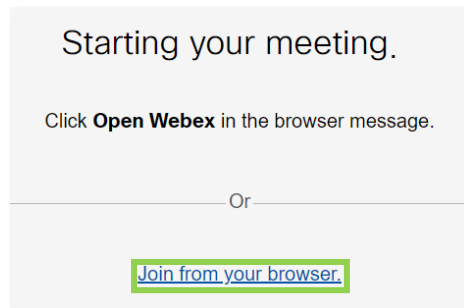 Starting your meeting.
Click Open Webex in the browser message.
Or
Join from your browser.